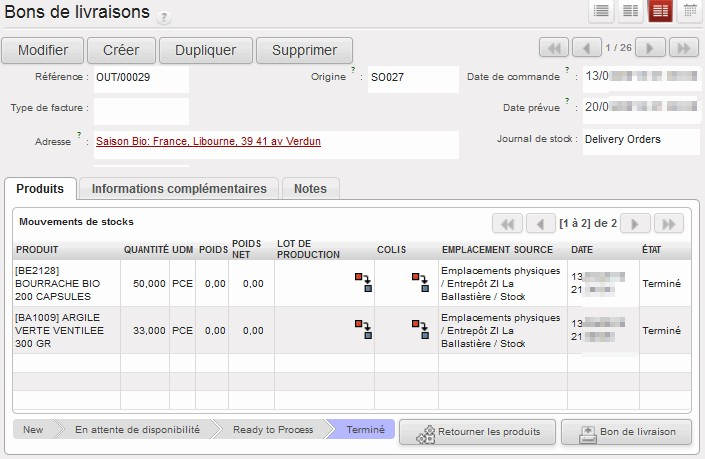 Bons de livraisons ?
Modifier Créer Dupliquer Supprimer 1 / 26
Référence : OUT/00029 Origine ? : SO027 Date de commande ? : 13/0
Type de facture : Date prévue ? : 20/0
Adresse ? : Saison Bio: France, Libourne, 39 41 av Verdun Journal de stock : Delivery Orders
Produits Informations complémentaires Notes
Mouvements de stocks [1 à 2] de 2
PRODUIT QUANTITÉ UDM POIDS POIDS NET LOT DE PRODUCTION COLIS EMPLACEMENT SOURCE DATE ÉTAT
[BE2128] Emplacements physiques 13
BOURRACHE BIO 50,000 PCE 0,00 0,00 / Entrepôt ZI La Terminé
200 CAPSULES Ballastière / Stock 21
[BA1009] ARGILE Emplacements physiques 13
VERTE VENTILEE 33,000 PCE 0,00 0,00 / Entrepôt ZI La Terminé
300 GR Ballastière / Stock 21
New En attente de disponibilité Ready to Process Terminé Retourner les produits Bon de livraison